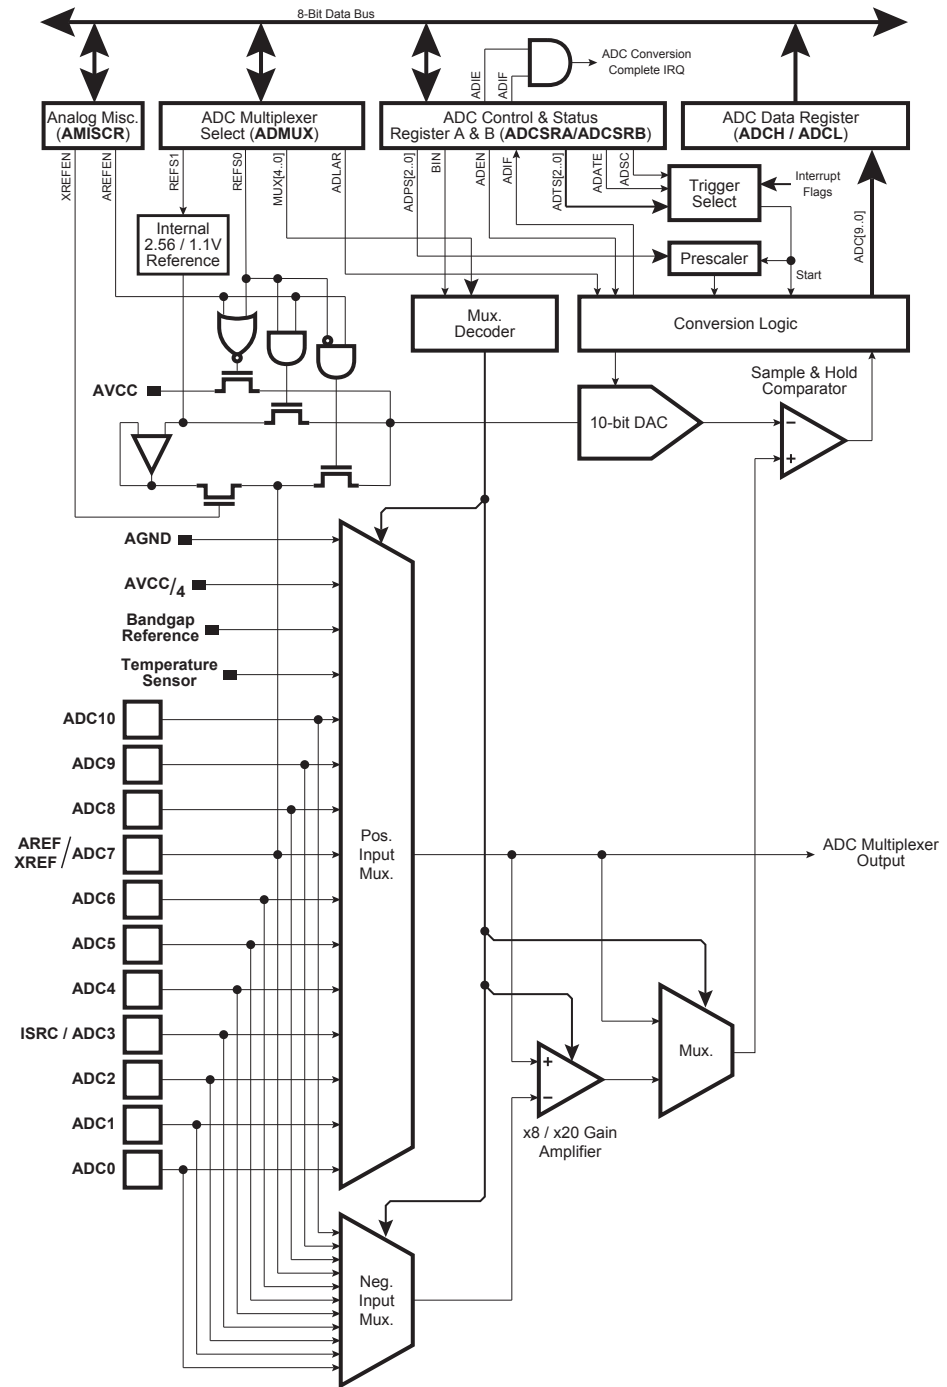 8-Bit Data Bus
ADC Conversion
Complete IRQ
ADIE
ADIF
Analog Misc.
(AMISCR)
ADC Multiplexer
Select (ADMUX)
ADC Control & Status
Register A & B (ADCSRA/ADCSRB)
ADC Data Register
(ADCH / ADCL)
XREFEN
AREFEN
REFS1
REFS0
MUX[4..0]
ADLAR
ADPS[2..0]
BIN
ADEN
ADIF
ADTS[2..0]
ADATE
ADSC
Trigger
Select
Interrupt
Flags
ADC[9..0]
Internal
2.56 / 1.1V
Reference
Prescaler
Start
Mux.
Decoder
Conversion Logic
Sample & Hold
Comparator
AVCC
10-bit DAC
−
+
AGND
AVCC/4
Bandgap
Reference
Temperature
Sensor
ADC10
ADC9
ADC8
AREF
XREF / ADC7
ADC6
ADC5
ADC4
ISRC / ADC3
ADC2
ADC1
ADC0
Pos.
Input
Mux.
ADC Multiplexer
Output
Mux.
+
−
x8 / x20 Gain
Amplifier
Neg.
Input
Mux.